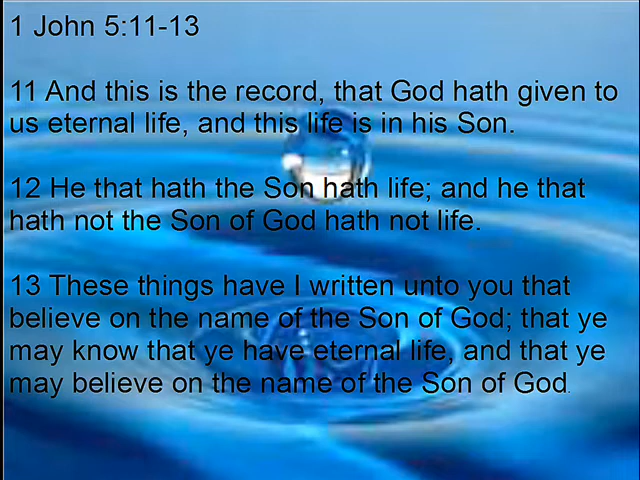 1 John 5:11-13
11 And this is the record, that God hath given to
us eternal life, and this life is in his Son.
12 He that hath the Son hath life; and he that
hath not the Son of God hath not life.
13 These things have I written unto you that
believe on the name of the Son of God; that ye
may know that ye have eternal life, and that ye
may believe on the name of the Son of God.